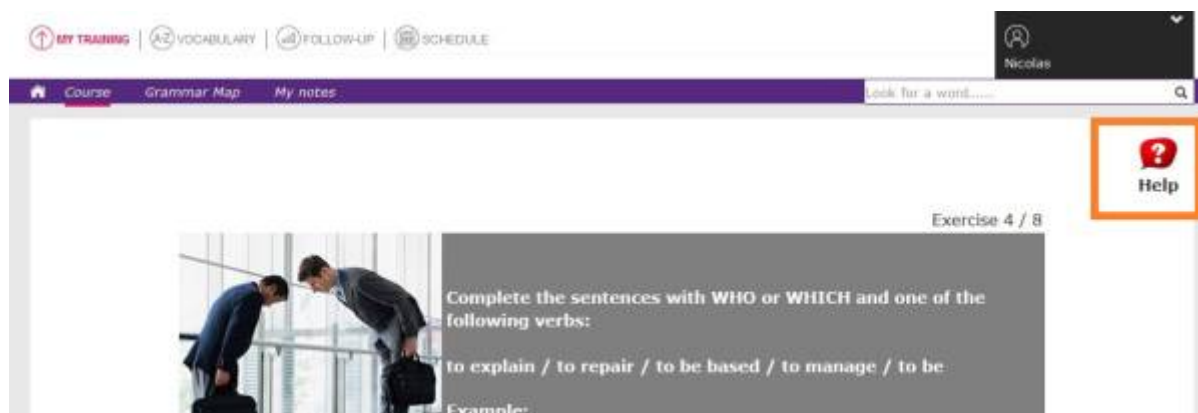 MY TRAINING | A-Z VOCABULARY | FOLLOW-UP | SCHEDULE
Nicolas
Course Grammar Map My notes
Look for a word......
? Help
Exercise 4 / 8
Complete the sentences with WHO or WHICH and one of the
following verbs:
to explain / to repair / to be based / to manage / to be
Example: